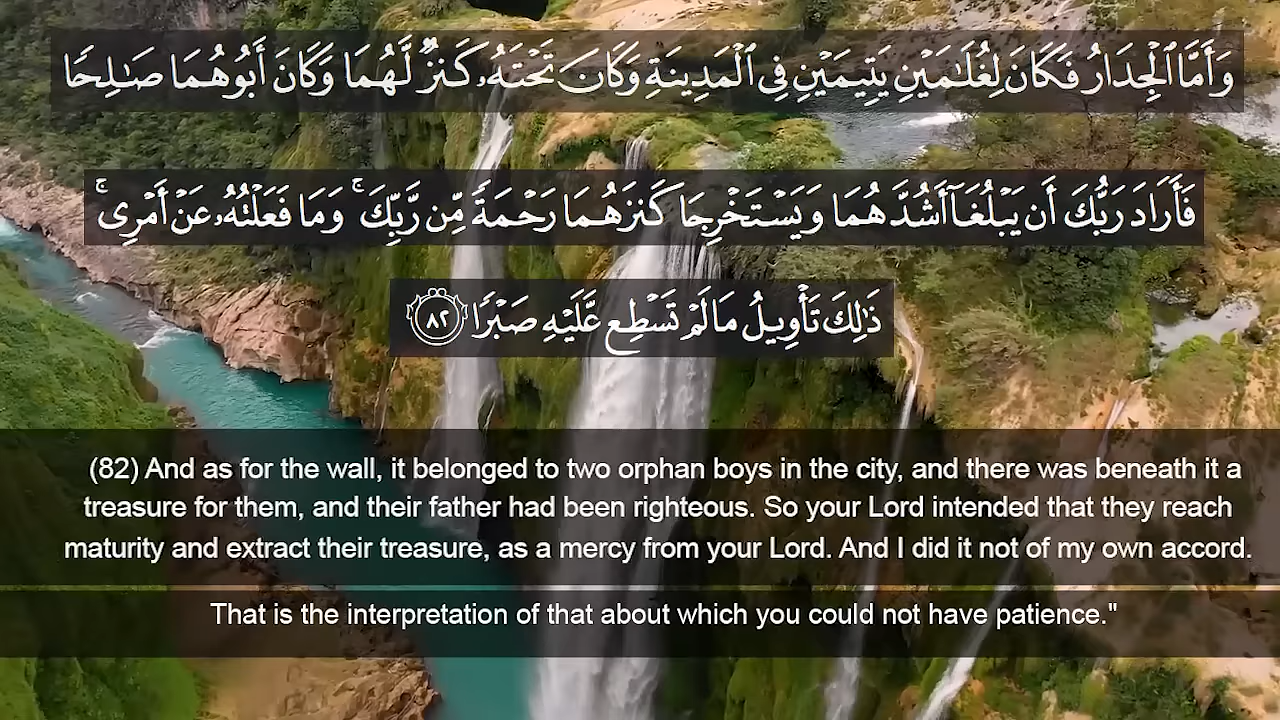 وَأَمَّا ٱلْجِدَارُ فَكَانَ لِغُلَـٰمَيْنِ يَتِيمَيْنِ فِى ٱلْمَدِينَةِ وَكَانَ تَحْتَهُۥ كَنزٌ لَّهُمَا وَكَانَ أَبُوهُمَا صَـٰلِحًا
فَأَرَادَ رَبُّكَ أَن يَبْلُغَآ أَشُدَّهُمَا وَيَسْتَخْرِجَا كَنزَهُمَا رَحْمَةً مِّن رَّبِّكَ ۚ وَمَا فَعَلْتُهُۥ عَنْ أَمْرِى ۚ
ذَٰلِكَ تَأْوِيلُ مَا لَمْ تَسْطِع عَّلَيْهِ صَبْرًا ٨٢
(82) And as for the wall, it belonged to two orphan boys in the city, and there was beneath it a
treasure for them, and their father had been righteous. So your Lord intended that they reach
maturity and extract their treasure, as a mercy from your Lord. And I did it not of my own accord.
That is the interpretation of that about which you could not have patience."